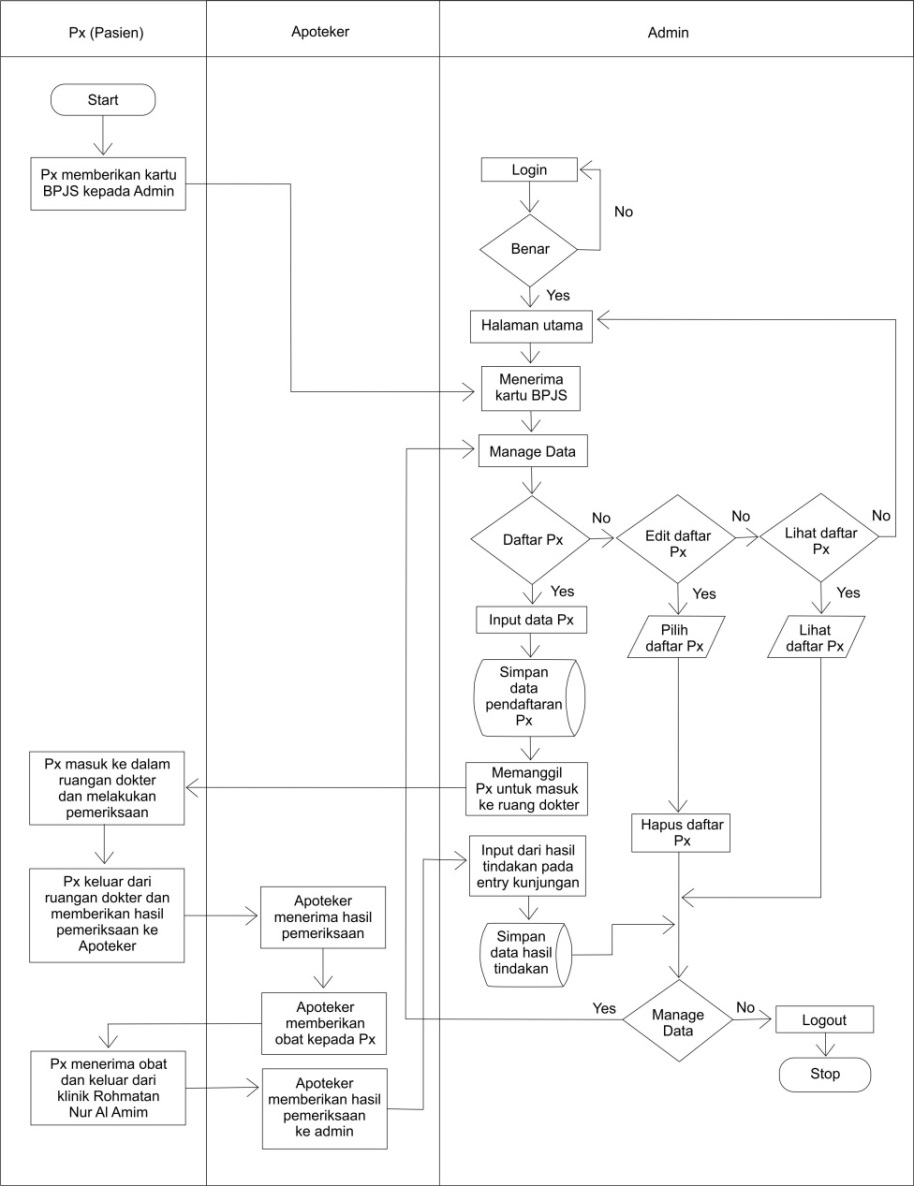 Px (Pasien)
Apoteker
Admin
Start
Px memberikan kartu
BPJS kepada Admin
Login
No
Benar
Yes
Halaman utama
Menerima
kartu BPJS
Manage Data
Daftar Px
No
Edit daftar
Px
No
Lihat daftar
Px
No
Yes
Yes
Yes
Input data Px
Pilih
daftar Px
Lihat
daftar Px
Simpan
data
pendaftaran
Px
Memanggil
Px untuk masuk
ke ruang dokter
Px masuk ke dalam
ruangan dokter
dan melakukan
pemeriksaan
Hapus daftar
Px
Input dari hasil
tindakan pada
entry kunjungan
Px keluar dari
ruangan dokter dan
memberikan hasil
pemeriksaan ke
Apoteker
Apoteker
menerima hasil
pemeriksaan
Simpan
data hasil
tindakan
Apoteker
memberikan
obat kepada Px
Yes
Manage
Data
No
Logout
Stop
Px menerima obat
dan keluar dari
klinik Rohmatan
Nur Al Amim
Apoteker
memberikan hasil
pemeriksaan
ke admin